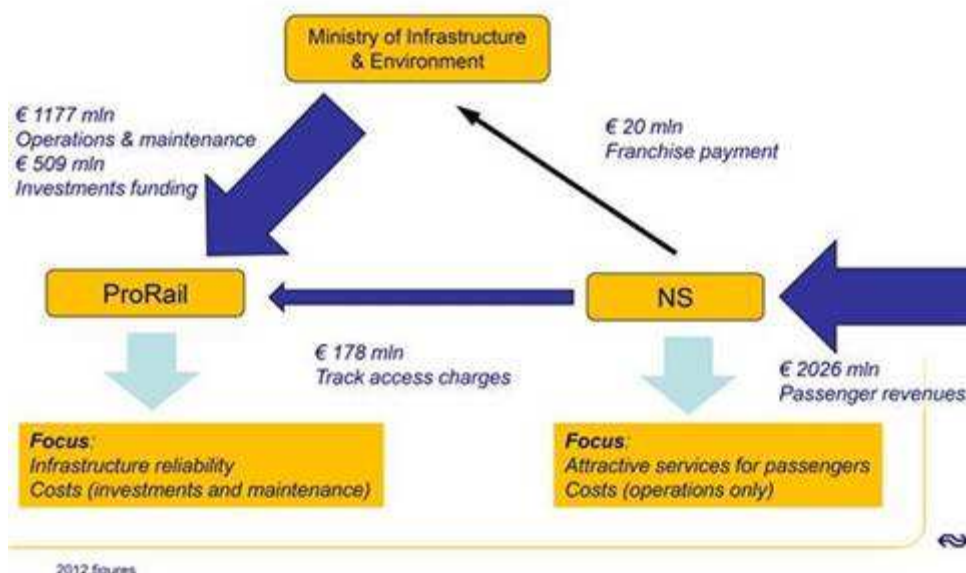 Ministry of Infrastructure
& Environment
€ 1177 mln
Operations & maintenance
€ 509 mln
Investments funding
€ 20 mln
Franchise payment
ProRail
NS
€ 178 mln
Track access charges
€ 2026 mln
Passenger revenues
Focus:
Infrastructure reliability
Costs (investments and maintenance)
Focus:
Attractive services for passengers
Costs (operations only)
2012 figures